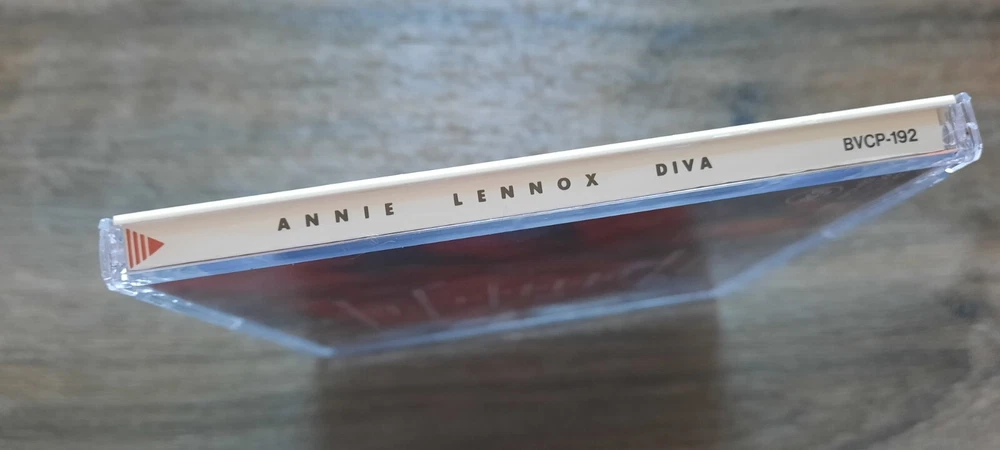 ANNIE LENNOX DIVA BVCP-192